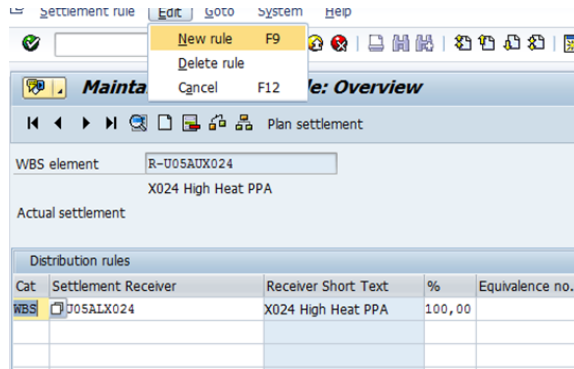 Settlement rule Edit Goto System Help
New rule F9
Delete rule
Cancel F12
Mainta le: Overview
Plan settlement
WBS element R-U05AUX024
X024 High Heat PPA
Actual settlement
Distribution rules
Cat Settlement Receiver Receiver Short Text % Equivalence no.
WBS U05ALX024 X024 High Heat PPA 100,00